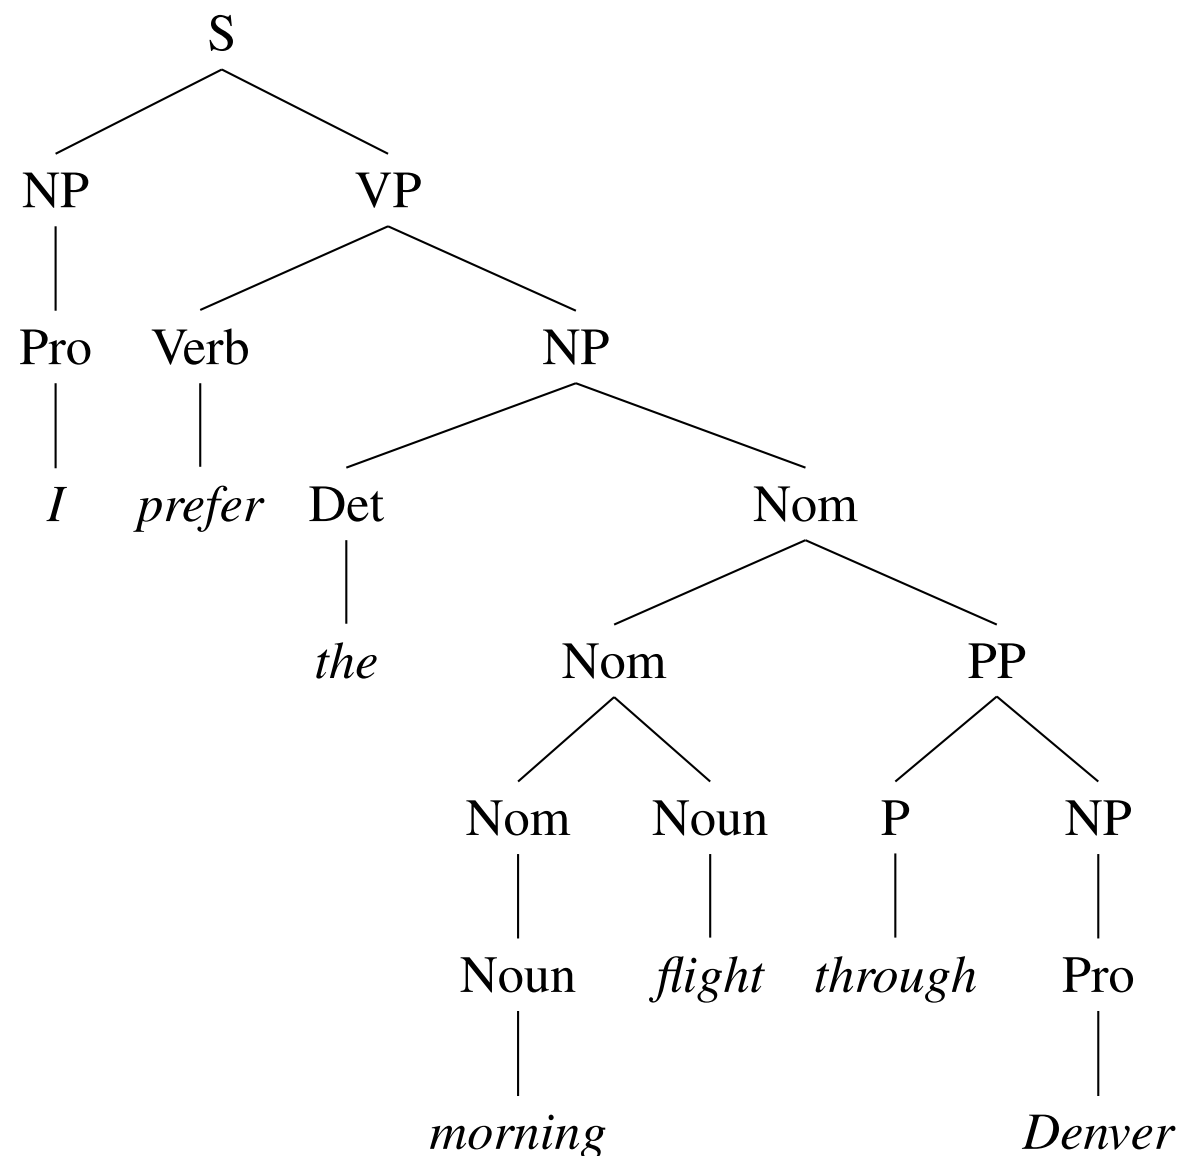 S
NP VP
Pro Verb NP
I prefer Det Nom
the Nom PP
Nom Noun P NP
Noun flight through Pro
morning Denver